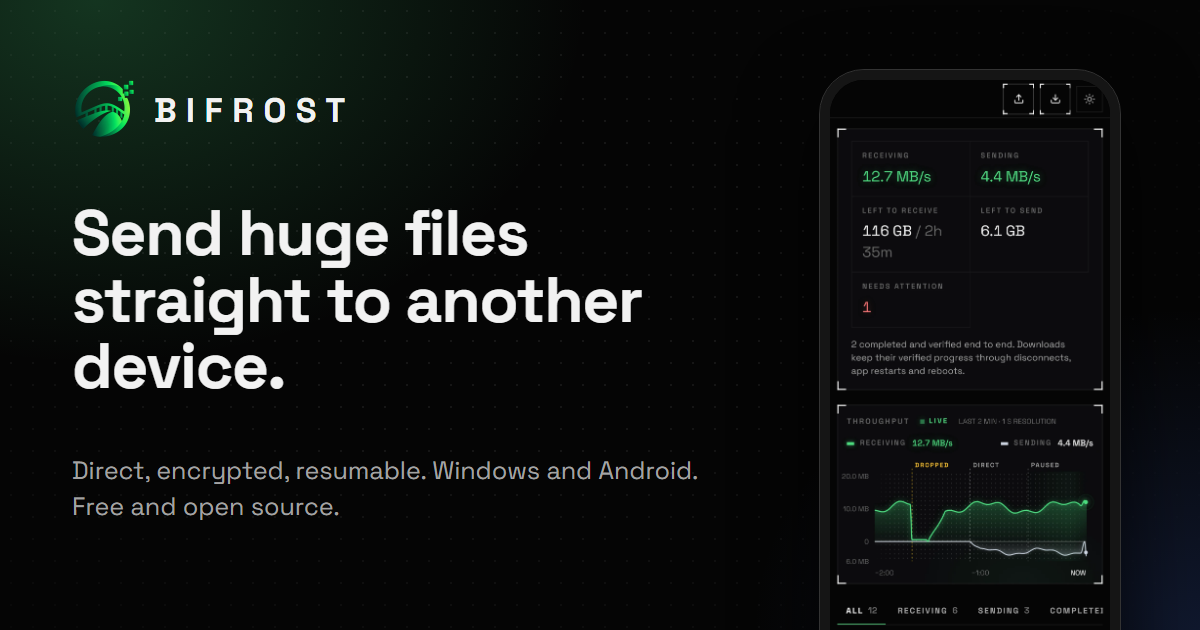 BIFROST
Send huge files
straight to another
device.
Direct, encrypted, resumable. Windows and Android.
Free and open source.
RECEIVING
12.7 MB/s
SENDING
4.4 MB/s
LEFT TO RECEIVE
116 GB / 2h
35m
LEFT TO SEND
6.1 GB
NEEDS ATTENTION
1
2 completed and verified end to end. Downloads
keep their verified progress through disconnects,
app restarts and reboots.
THROUGHPUT LIVE LAST 2 MIN · 1 S RESOLUTION
RECEIVING 12.7 MB/s SENDING 4.4 MB/s
DROPPED DIRECT PAUSED
20.0 MB
10.0 MB
0
6.0 MB
−2:00 −1:00 NOW
ALL 12 RECEIVING 6 SENDING 3 COMPLETE